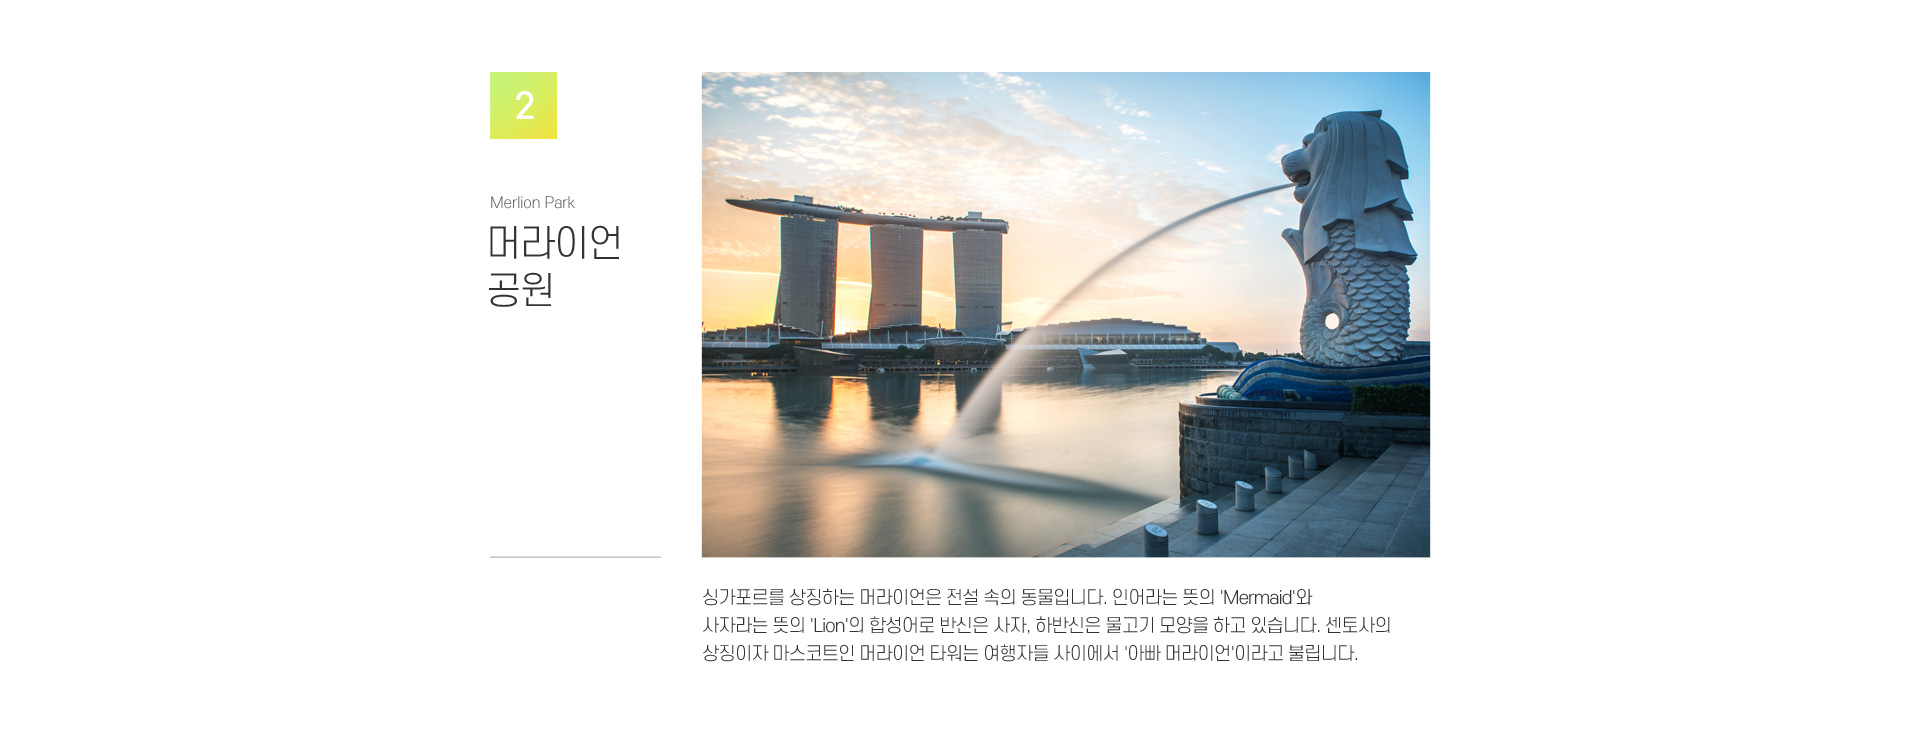 2
Merlion Park
머라이언
공원
싱가포르를 상징하는 머라이언은 전설 속의 동물입니다. 인어라는 뜻의 'Mermaid'와
사자라는 뜻의 'Lion'의 합성어로 반신은 사자, 하반신은 물고기 모양을 하고 있습니다. 센토사의
상징이자 마스코트인 머라이언 타워는 여행자들 사이에서 '아빠 머라이언'이라고 불립니다.